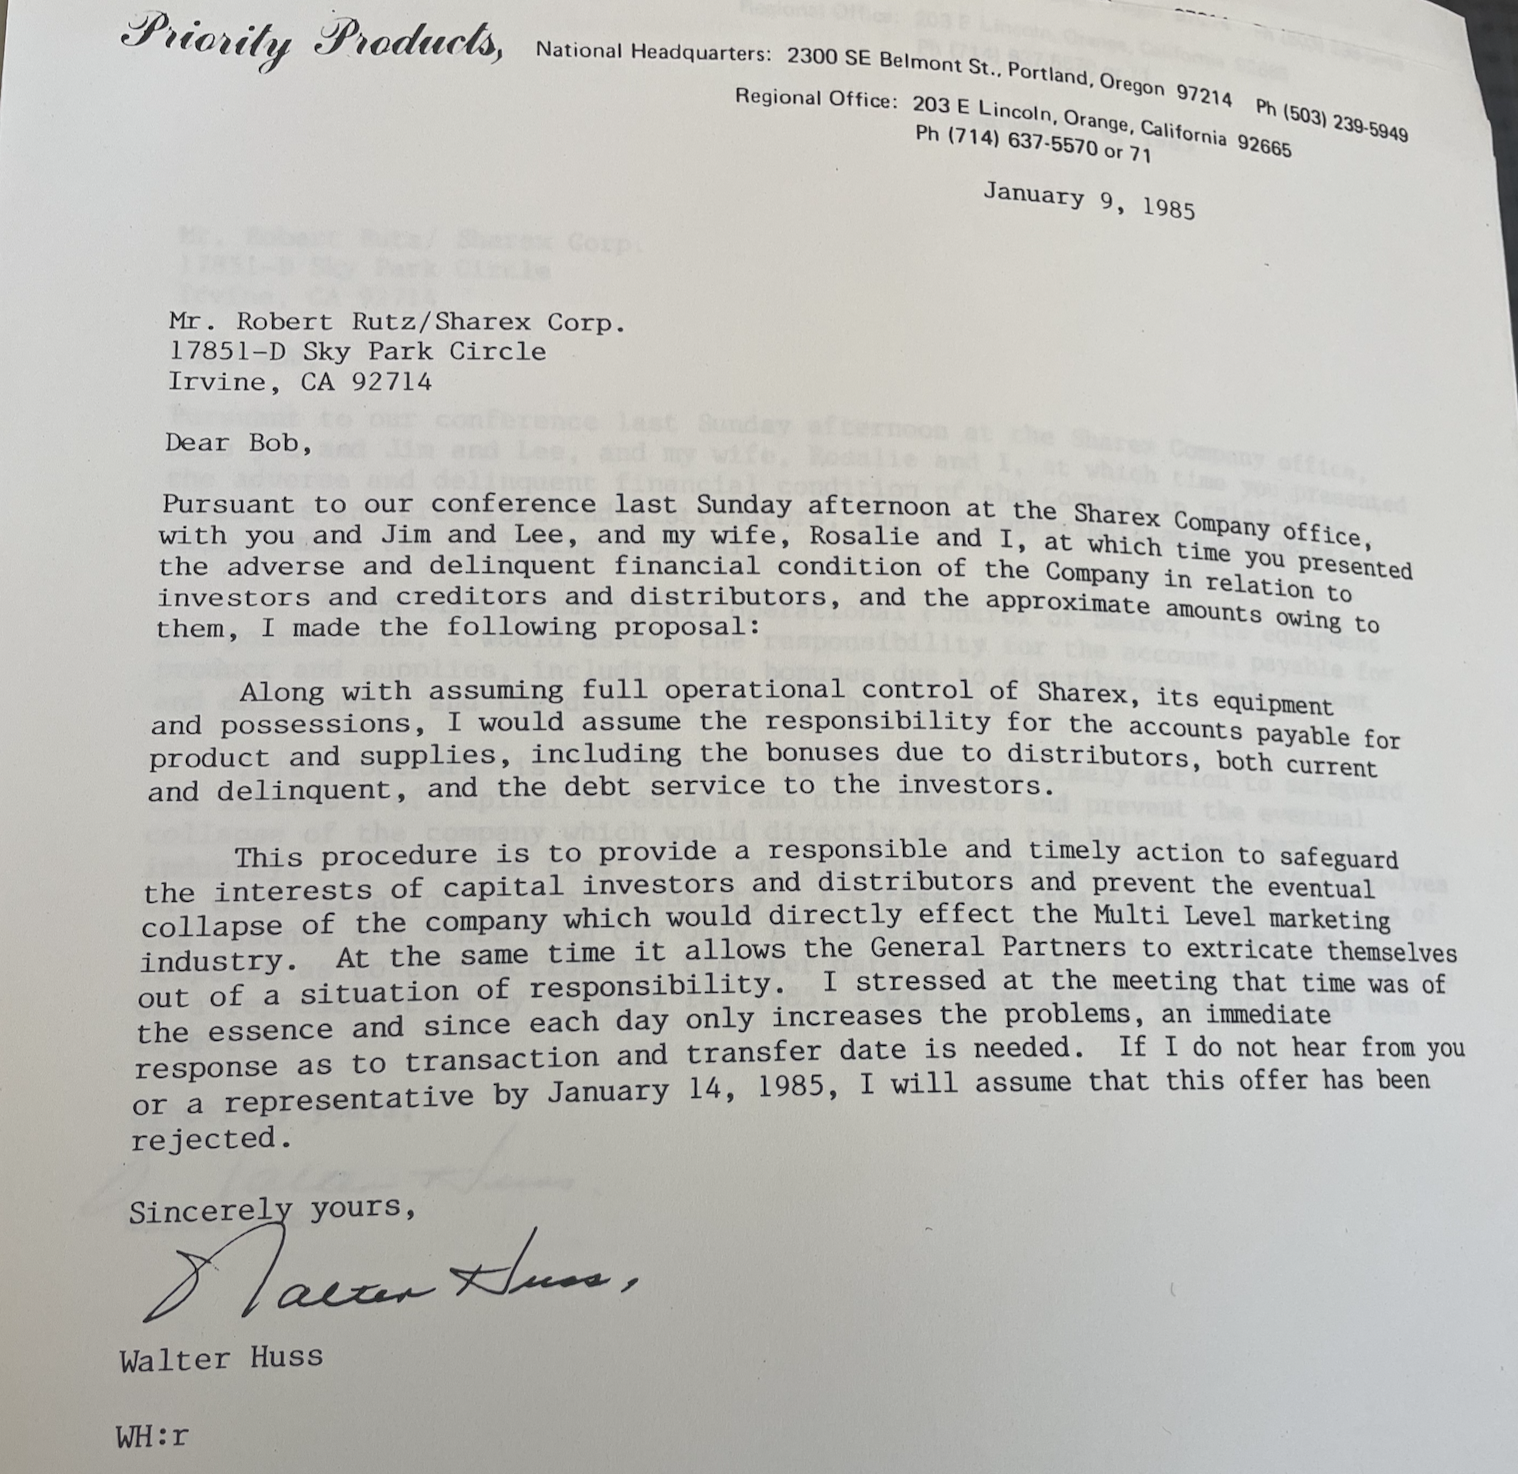 Priority Products, National Headquarters: 2300 SE Belmont St., Portland, Oregon 97214 Ph (503) 239-5949
Regional Office: 203 E Lincoln, Orange, California 92665
Ph (714) 637-5570 or 71
January 9, 1985
Mr. Robert Rutz/Sharex Corp.
17851-D Sky Park Circle
Irvine, CA 92714
Dear Bob,
Pursuant to our conference last Sunday afternoon at the Sharex Company office,
with you and Jim and Lee, and my wife, Rosalie and I, at which time you presented
the adverse and delinquent financial condition of the Company in relation to
investors and creditors and distributors, and the approximate amounts owing to
them, I made the following proposal:
Along with assuming full operational control of Sharex, its equipment
and possessions, I would assume the responsibility for the accounts payable for
product and supplies, including the bonuses due to distributors, both current
and delinquent, and the debt service to the investors.
This procedure is to provide a responsible and timely action to safeguard
the interests of capital investors and distributors and prevent the eventual
collapse of the company which would directly effect the Multi Level marketing
industry. At the same time it allows the General Partners to extricate themselves
out of a situation of responsibility. I stressed at the meeting that time was of
the essence and since each day only increases the problems, an immediate
response as to transaction and transfer date is needed. If I do not hear from you
or a representative by January 14, 1985, I will assume that this offer has been
rejected.
Sincerely yours,
Walter Huss,
Walter Huss
WH:r